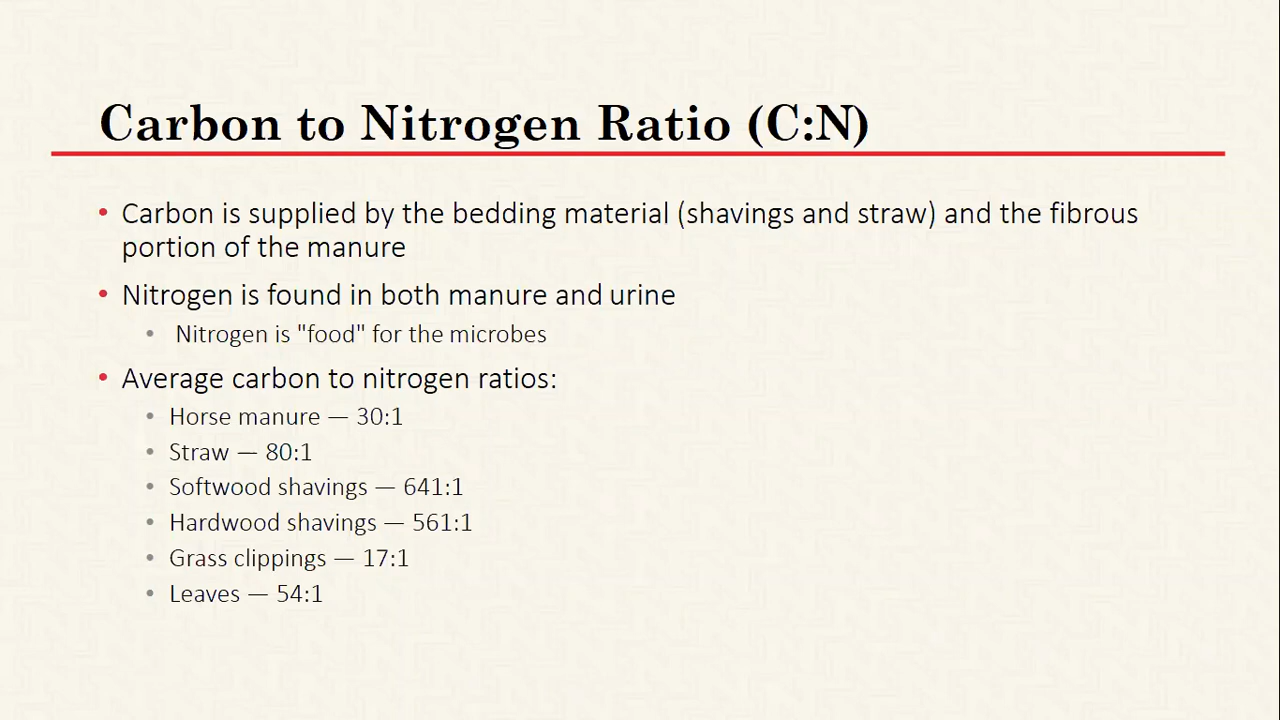 Carbon to Nitrogen Ratio (C:N)
• Carbon is supplied by the bedding material (shavings and straw) and the fibrous
portion of the manure
• Nitrogen is found in both manure and urine
• Nitrogen is "food" for the microbes
• Average carbon to nitrogen ratios:
• Horse manure — 30:1
• Straw — 80:1
• Softwood shavings — 641:1
• Hardwood shavings — 561:1
• Grass clippings — 17:1
• Leaves — 54:1